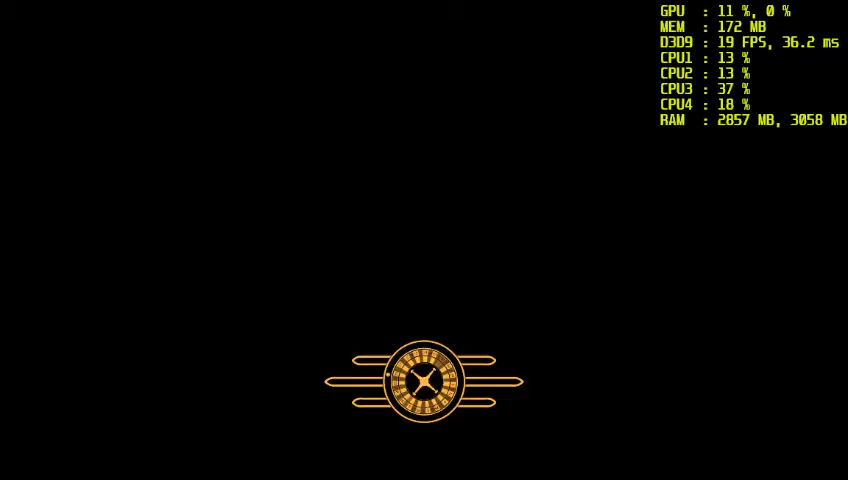 GPU : 11 %, 0 %
MEM : 172 MB
D3D9 : 19 FPS, 36.2 ms
CPU1 : 13 %
CPU2 : 13 %
CPU3 : 37 %
CPU4 : 18 %
RAM : 2857 MB, 3058 MB